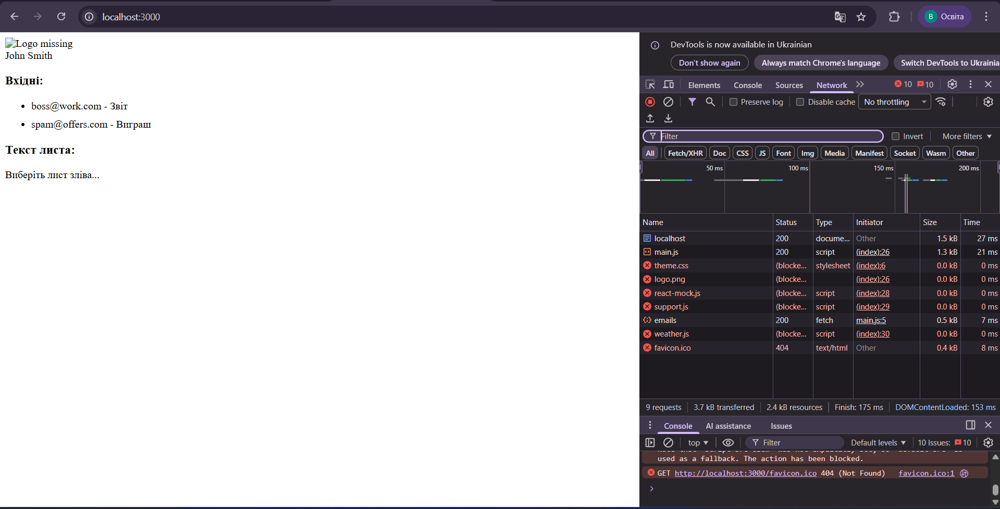 localhost:3000
B Освіта
Logo missing
John Smith
Вхідні:
boss@work.com - Звіт
spam@offers.com - Виграш
Текст листа:
Виберіть лист зліва...
DevTools is now available in Ukrainian
Don't show again Always match Chrome's language Switch DevTools to Ukrainia
Elements Console Sources Network 10 10
Preserve log Disable cache No throttling
Filter Invert More filters
All Fetch/XHR Doc CSS JS Font Img Media Manifest Socket Wasm Other
50 ms 100 ms 150 ms 200 ms
Name Status Type Initiator Size Time
localhost 200 docume... Other 1.5 kB 27 ms
main.js 200 script (index):26 1.3 kB 21 ms
theme.css (blocke... stylesheet (index):6 0.0 kB 0 ms
logo.png (blocke... (index):26 0.0 kB 0 ms
react-mock.js (blocke... script (index):28 0.0 kB 0 ms
support.js (blocke... script (index):29 0.0 kB 0 ms
emails 200 fetch main.js:5 0.5 kB 7 ms
weather.js (blocke... script (index):30 0.0 kB 0 ms
favicon.ico 404 text/html Other 0.4 kB 8 ms
9 requests 3.7 kB transferred 2.4 kB resources Finish: 175 ms DOMContentLoaded: 153 ms
Console AI assistance Issues
top Filter Default levels 10 Issues: 10
used as a fallback. The action has been blocked.
GET http://localhost:3000/favicon.ico 404 (Not Found) favicon.ico:1